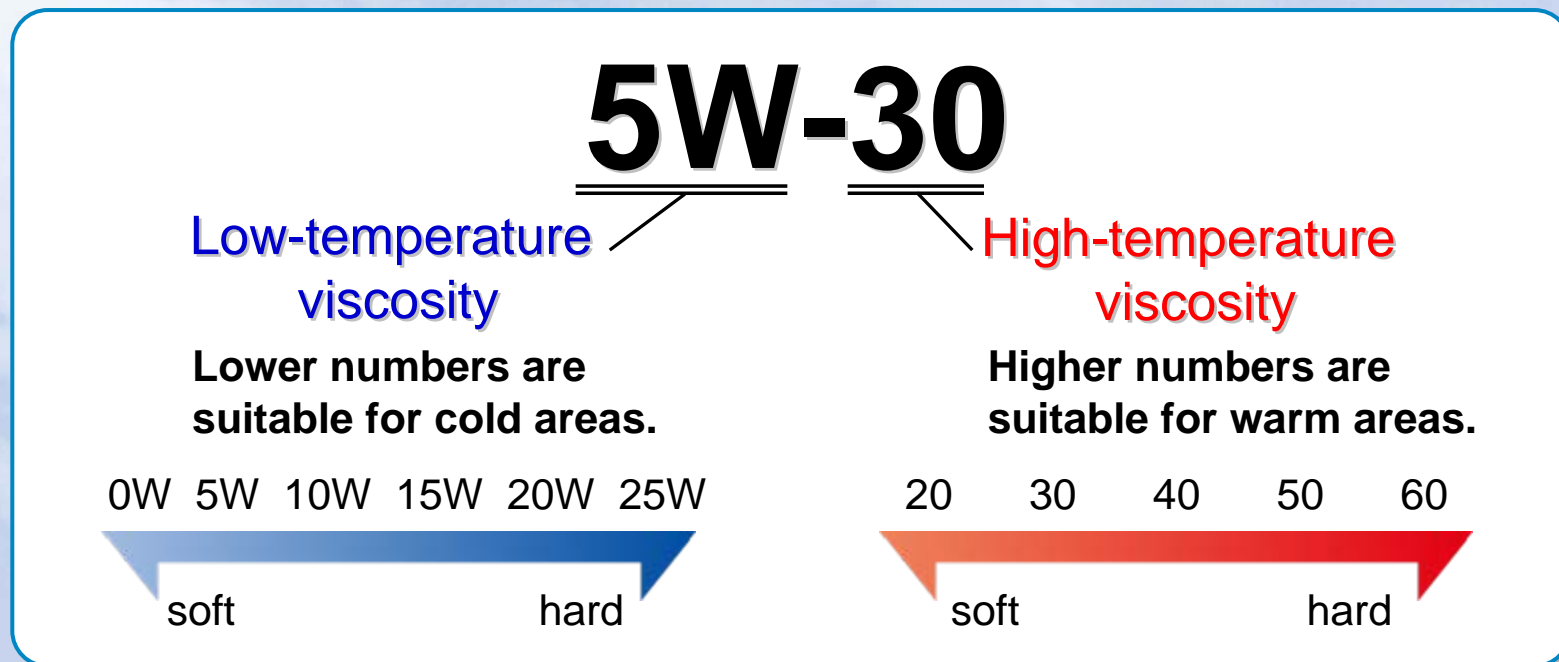 5W-30
Low-temperature
viscosity
Lower numbers are
suitable for cold areas.
0W 5W 10W 15W 20W 25W
soft hard
High-temperature
viscosity
Higher numbers are
suitable for warm areas.
20 30 40 50 60
soft hard